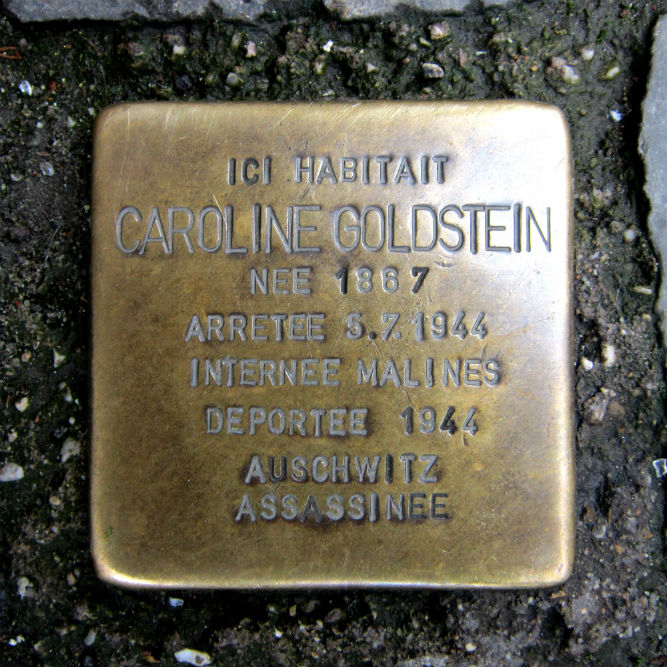 ICI HABITAIT
CAROLINE GOLDSTEIN
NEE 1867
ARRETEE 5.7.1944
INTERNEE MALINES
DEPORTEE 1944
AUSCHWITZ
ASSASSINEE